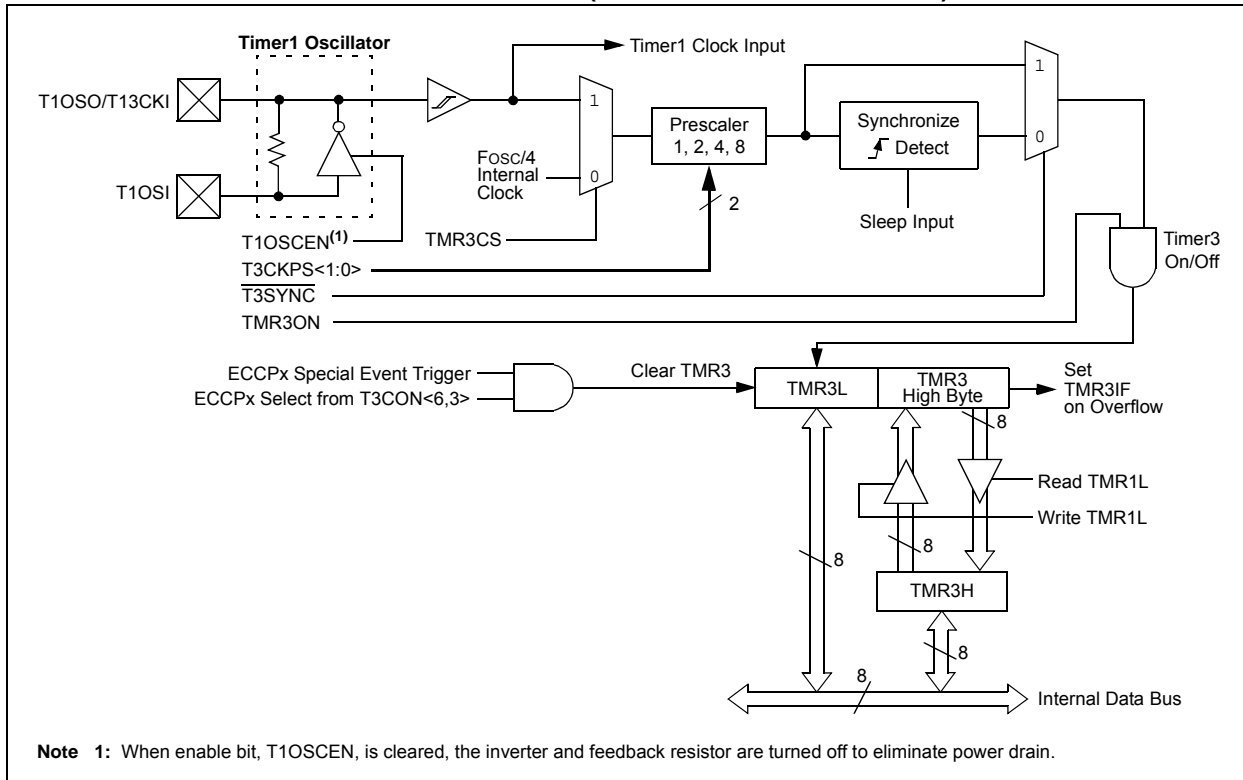 Timer1 Oscillator
Timer1 Clock Input
T1OSO/T13CKI
T1OSI
1
FOSC/4
Internal
Clock
0
Prescaler
1, 2, 4, 8
2
Synchronize
Detect
Sleep Input
1
0
T1OSCEN(1)
TMR3CS
T3CKPS<1:0>
T3SYNC
TMR3ON
Timer3
On/Off
ECCPx Special Event Trigger
ECCPx Select from T3CON<6,3>
Clear TMR3
TMR3L
TMR3
High Byte
Set
TMR3IF
on Overflow
8
Read TMR1L
Write TMR1L
8
8
TMR3H
8
8
Internal Data Bus
Note 1: When enable bit, T1OSCEN, is cleared, the inverter and feedback resistor are turned off to eliminate power drain.